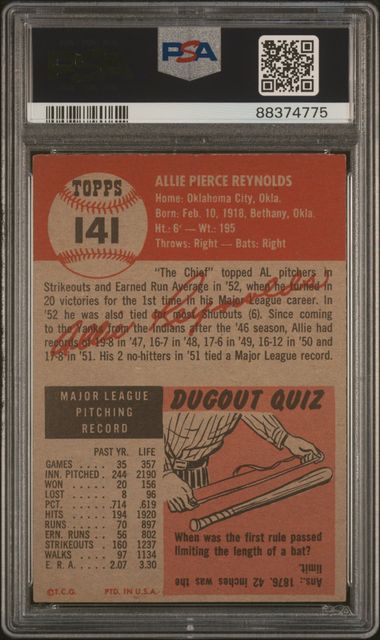 PSA
88374775
TOPPS
141
ALLIE PIERCE REYNOLDS
Home: Oklahoma City, Okla.
Born: Feb. 10, 1918, Bethany, Okla.
Ht.: 6' — Wt.: 195
Throws: Right — Bats: Right
"The Chief" topped AL pitchers in
Strikeouts and Earned Run Average in '52, when he turned in
20 victories for the 1st time in his Major League career. In
'52 he was also tied for most Shutouts (6). Since coming
to the Yanks from the Indians after the '46 season, Allie had
records of 19-8 in '47, 16-7 in '48, 17-6 in '49, 16-12 in '50 and
17-8 in '51. His 2 no-hitters in '51 tied a Major League record.
Allie Reynolds
MAJOR LEAGUE
PITCHING
RECORD
PAST YR. LIFE
GAMES .... 35 357
INN. PITCHED 244 2190
WON ..... 20 156
LOST ..... 8 96
PCT. ..... .714 .619
HITS ..... 194 1920
RUNS ..... 70 897
ERN. RUNS .. 56 802
STRIKEOUTS . 160 1237
WALKS .... 97 1134
E. R. A. .... 2.07 3.30
©T.C.G. PTD. IN U.S.A.
DUGOUT QUIZ
When was the first rule passed
limiting the length of a bat?
Ans.: 1876. 42 inches was the
limit.